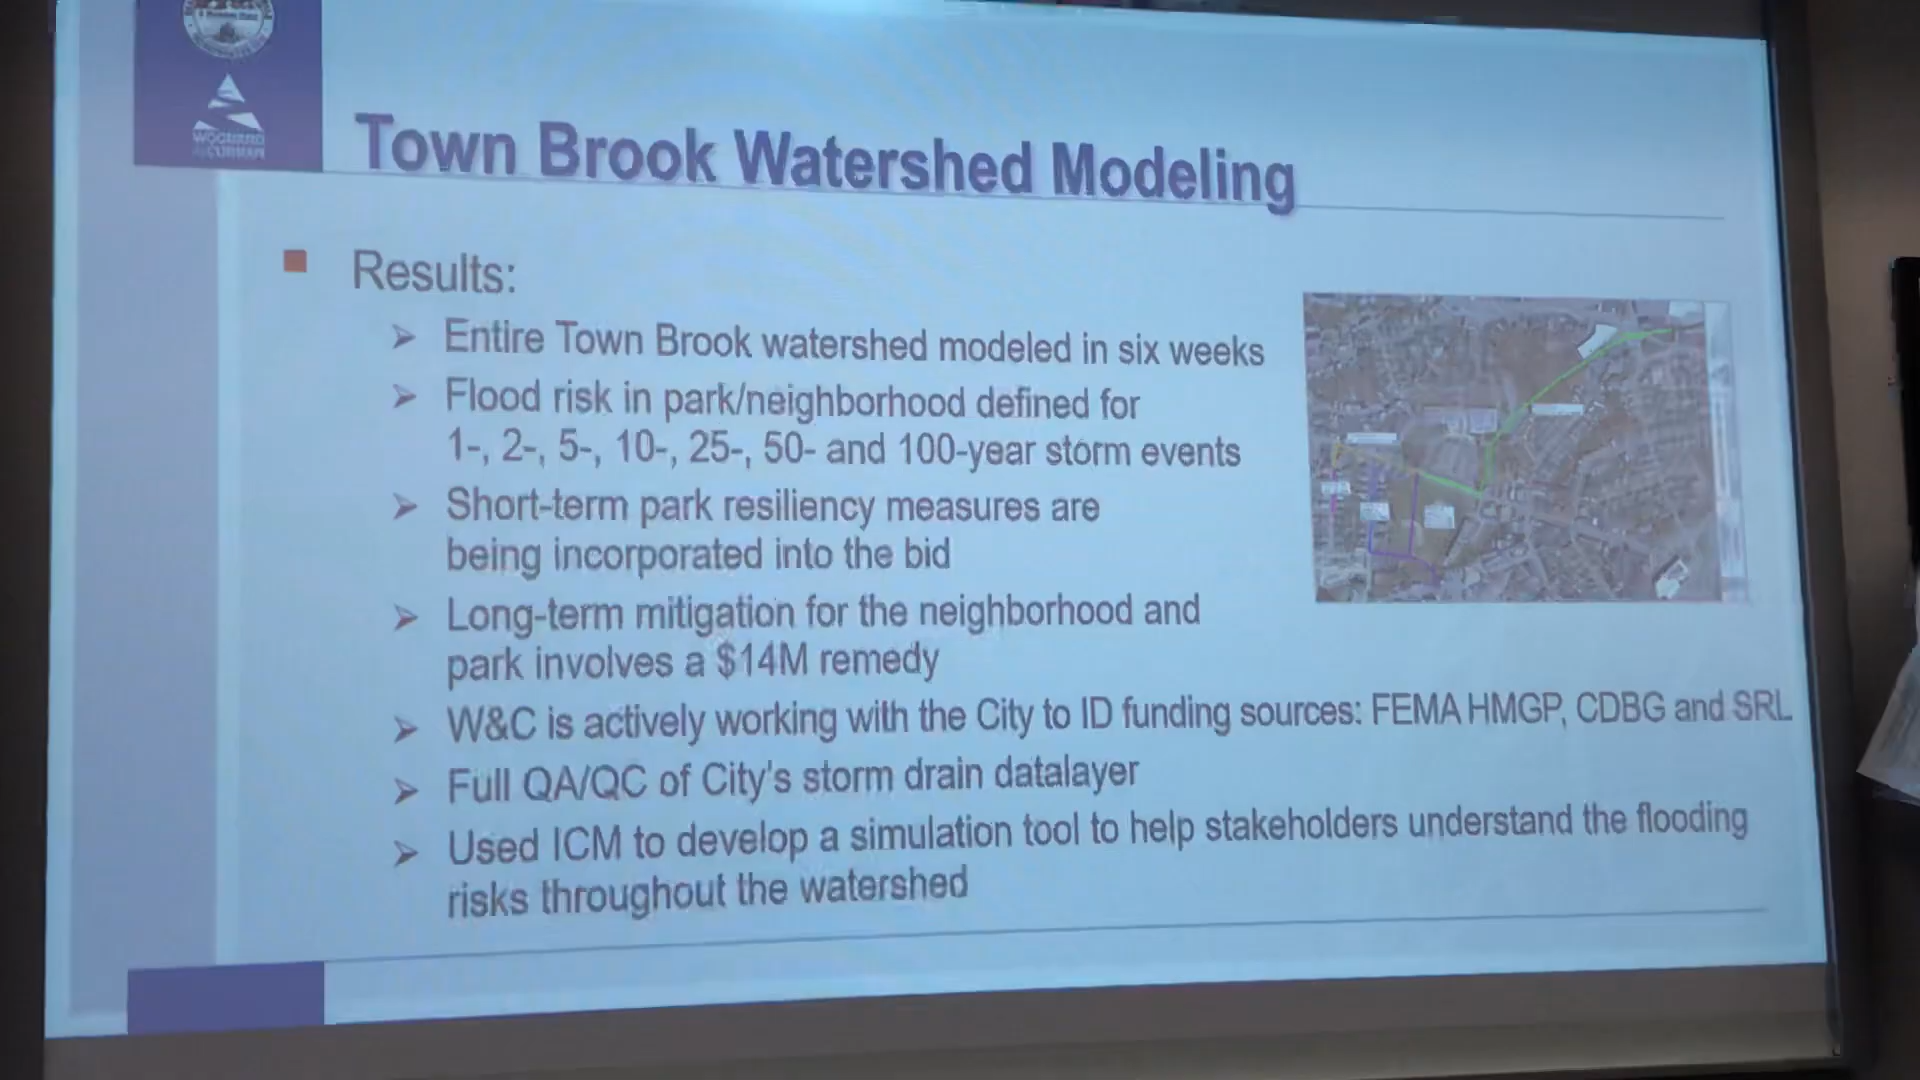 WOODARD
&CURRAN
Town Brook Watershed Modeling
Results:
Entire Town Brook watershed modeled in six weeks
Flood risk in park/neighborhood defined for
1-, 2-, 5-, 10-, 25-, 50- and 100-year storm events
Short-term park resiliency measures are
being incorporated into the bid
Long-term mitigation for the neighborhood and
park involves a $14M remedy
W&C is actively working with the City to ID funding sources: FEMA HMGP, CDBG and SRL
Full QA/QC of City's storm drain datalayer
Used ICM to develop a simulation tool to help stakeholders understand the flooding
risks throughout the watershed